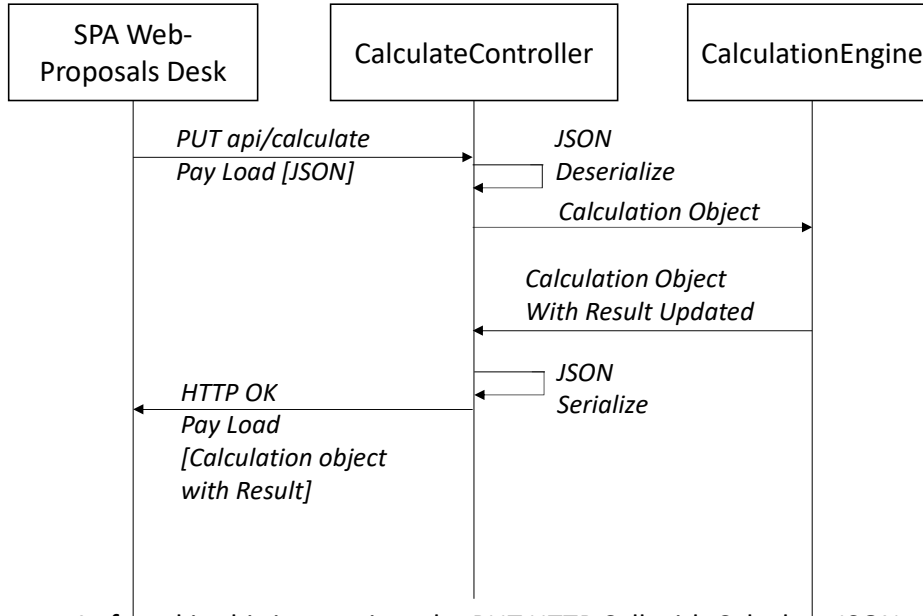 SPA Web-
Proposals Desk
CalculateController
CalculationEngine
PUT api/calculate
Pay Load [JSON]
JSON
Deserialize
Calculation Object
Calculation Object
With Result Updated
JSON
Serialize
HTTP OK
Pay Load
[Calculation object
with Result]